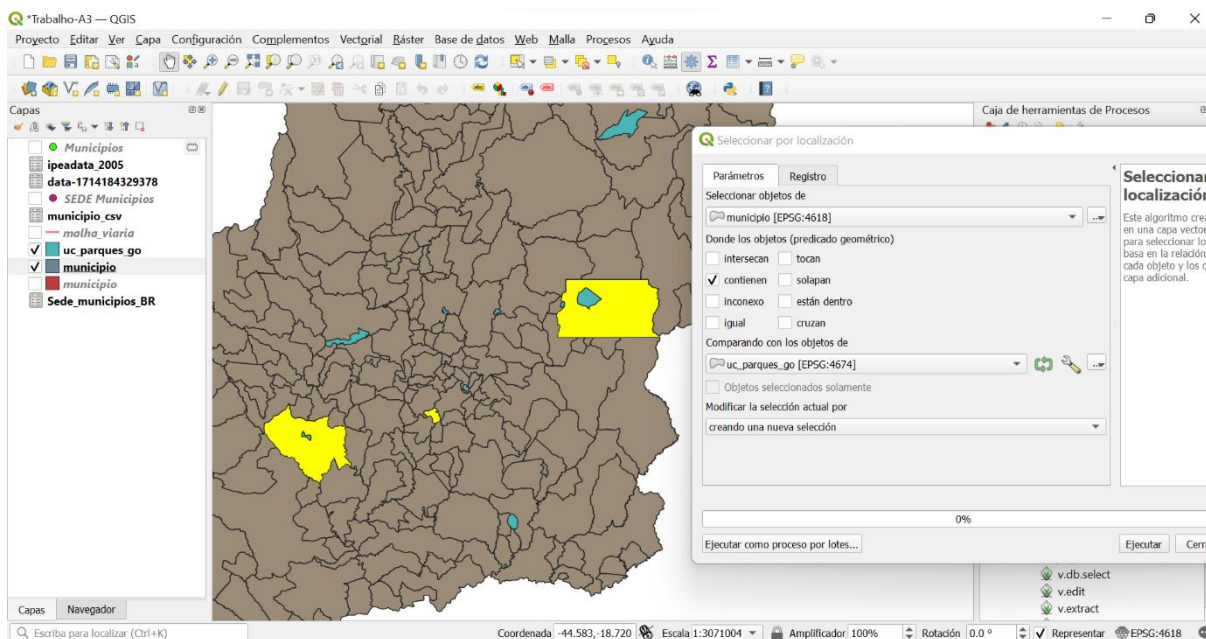 *Trabalho-A3 — QGIS
Proyecto Editar Ver Capa Configuración Complementos Vectorial Ráster Base de datos Web Malla Procesos Ayuda
Capas
Municipios
ipeadata_2005
data-1714184329378
SEDE Municipios
municipio_csv
malha_viaria
uc_parques_go
municipio
municipio
Sede_municipios_BR
Capas Navegador
Caja de herramientas de Procesos
Seleccionar por localización
Parámetros Registro
Seleccionar objetos de
municipio [EPSG:4618]
Donde los objetos (predicado geométrico)
intersecan tocan
contienen solapan
inconexo están dentro
igual cruzan
Comparando con los objetos de
uc_parques_go [EPSG:4674]
Objetos seleccionados solamente
Modificar la selección actual por
creando una nueva selección
Seleccionar
localización
Este algoritmo crea
en una capa vector
para seleccionar lo
basa en la relación
cada objeto y los o
capa adicional.
0%
Ejecutar como proceso por lotes... Ejecutar Cerra
v.db.select
v.edit
v.extract
Escriba para localizar (Ctrl+K) Coordenada -44.583,-18.720 Escala 1:3071004 Amplificador 100% Rotación 0.0 ° Representar EPSG:4618